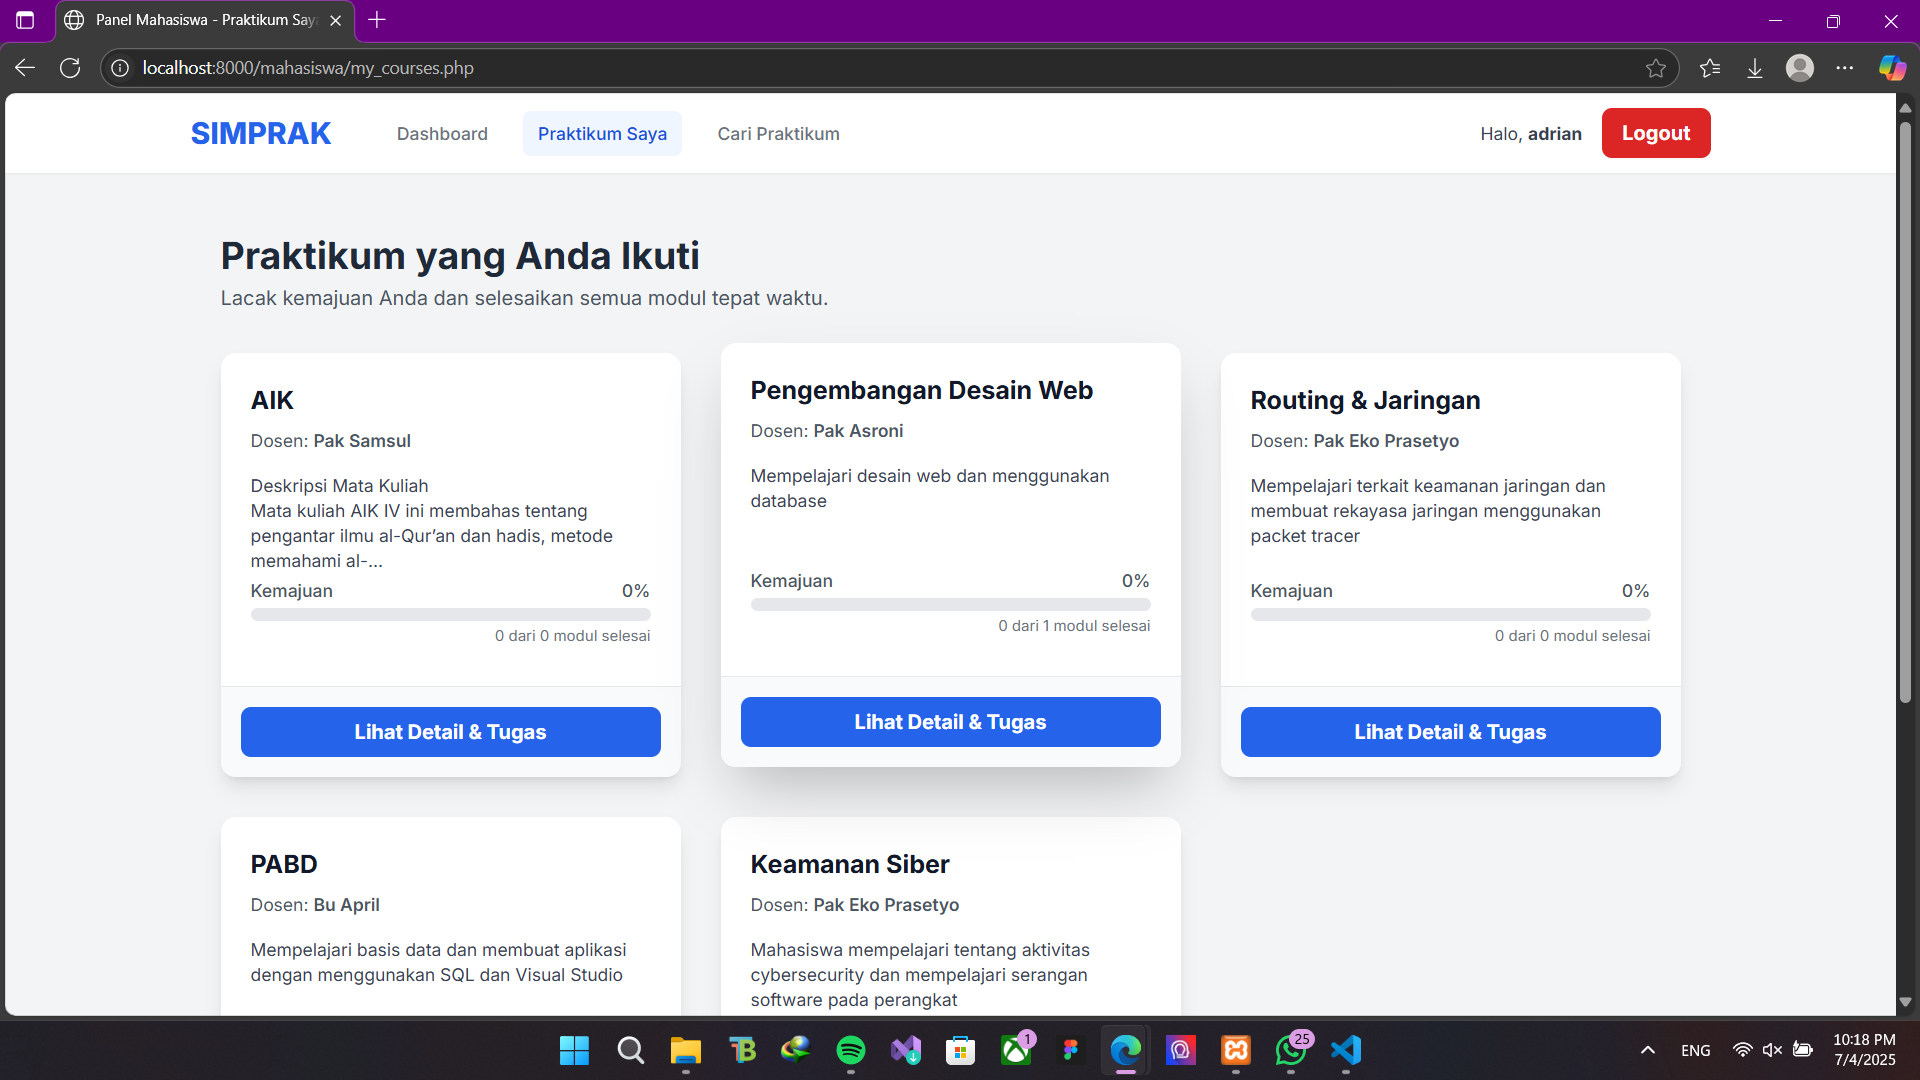 Panel Mahasiswa - Praktikum Say
localhost:8000/mahasiswa/my_courses.php
SIMPRAK
Dashboard
Praktikum Saya
Cari Praktikum
Halo, adrian
Logout
Praktikum yang Anda Ikuti
Lacak kemajuan Anda dan selesaikan semua modul tepat waktu.
AIK
Dosen: Pak Samsul
Deskripsi Mata Kuliah
Mata kuliah AIK IV ini membahas tentang
pengantar ilmu al-Qur’an dan hadis, metode
memahami al-...
Kemajuan 0%
0 dari 0 modul selesai
Lihat Detail & Tugas
Pengembangan Desain Web
Dosen: Pak Asroni
Mempelajari desain web dan menggunakan
database
Kemajuan 0%
0 dari 1 modul selesai
Lihat Detail & Tugas
Routing & Jaringan
Dosen: Pak Eko Prasetyo
Mempelajari terkait keamanan jaringan dan
membuat rekayasa jaringan menggunakan
packet tracer
Kemajuan 0%
0 dari 0 modul selesai
Lihat Detail & Tugas
PABD
Dosen: Bu April
Mempelajari basis data dan membuat aplikasi
dengan menggunakan SQL dan Visual Studio
Keamanan Siber
Dosen: Pak Eko Prasetyo
Mahasiswa mempelajari tentang aktivitas
cybersecurity dan mempelajari serangan
software pada perangkat
1
25
ENG
10:18 PM
7/4/2025